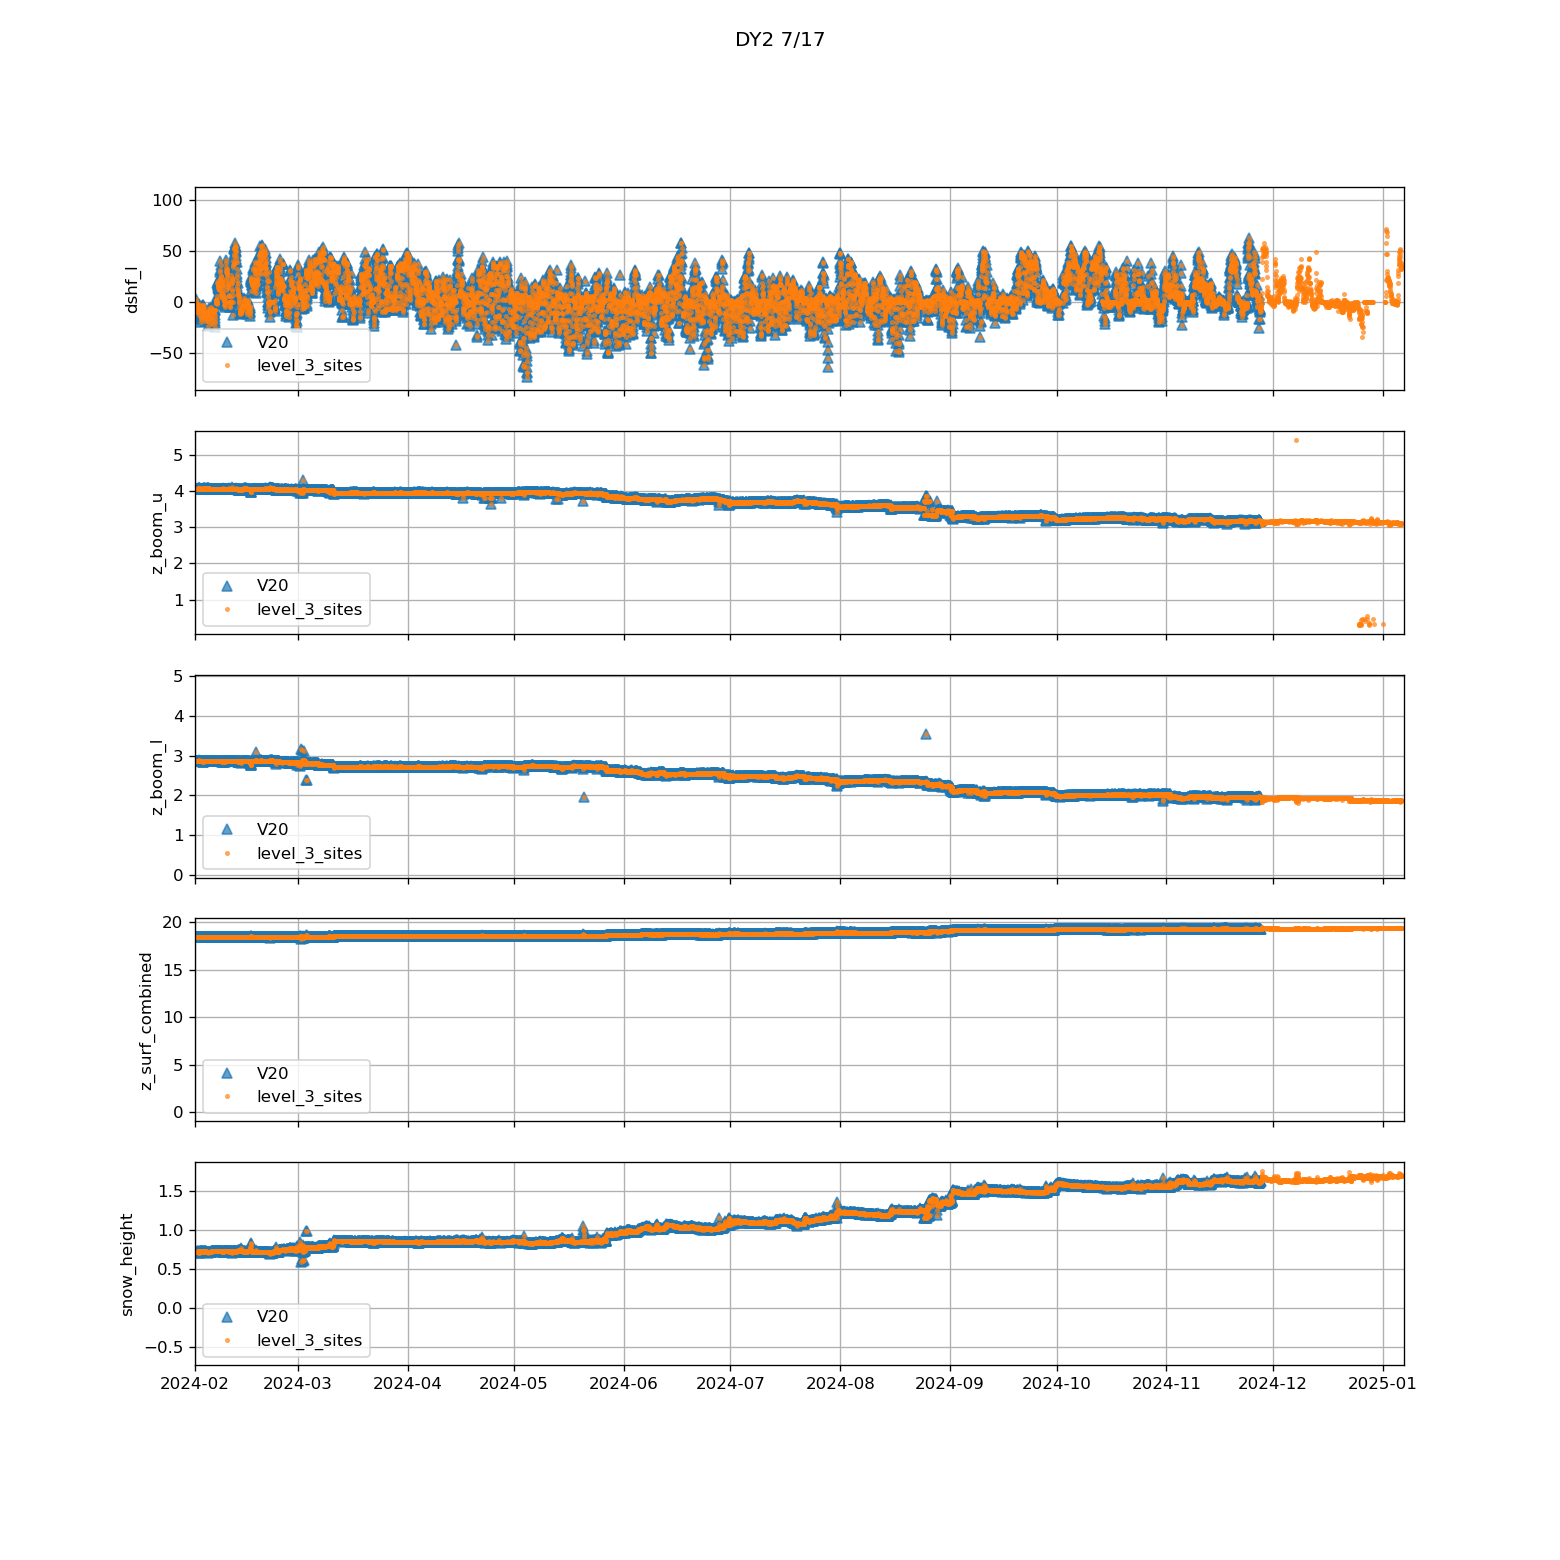 DY2 7/17
100
50
0
−50
dshf_l
V20
level_3_sites
5
4
3
2
1
z_boom_u
V20
level_3_sites
5
4
3
2
1
0
z_boom_l
V20
level_3_sites
20
15
10
5
0
z_surf_combined
V20
level_3_sites
1.5
1.0
0.5
0.0
−0.5
snow_height
V20
level_3_sites
2024-02 2024-03 2024-04 2024-05 2024-06 2024-07 2024-08 2024-09 2024-10 2024-11 2024-12 2025-01